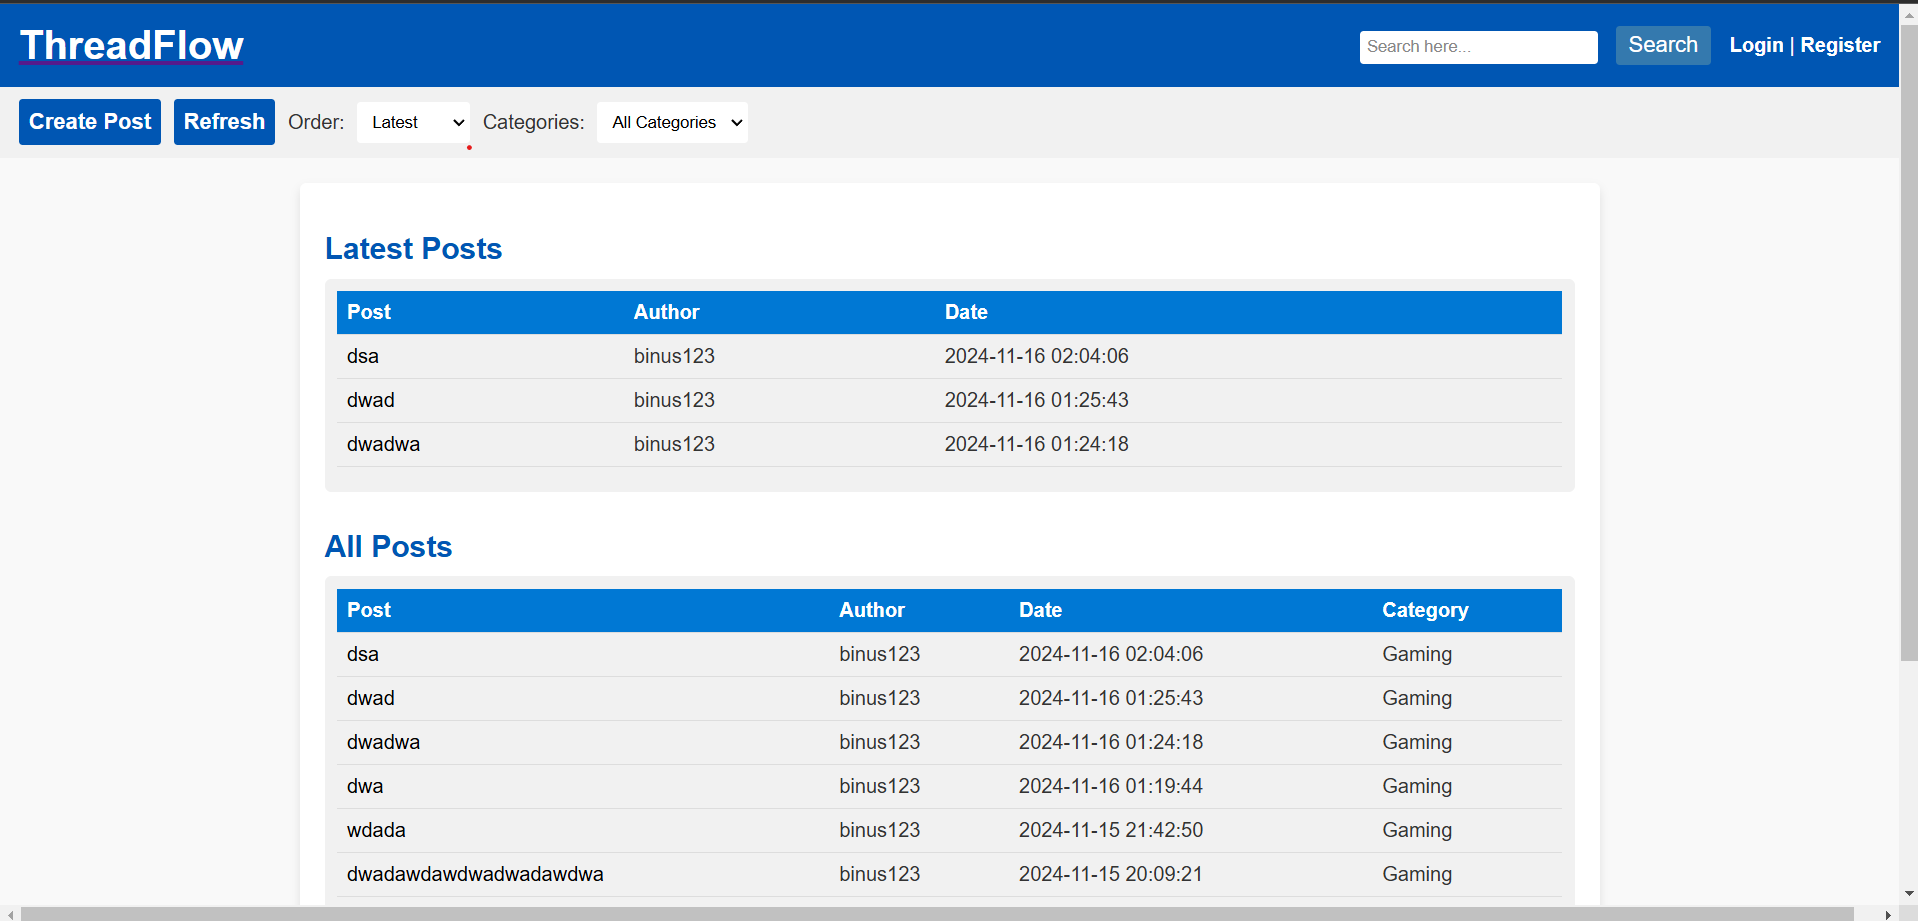 ThreadFlow
Search here...
Search
Login | Register
Create Post
Refresh
Order:
Latest
Categories:
All Categories
Latest Posts
Post Author Date
dsa binus123 2024-11-16 02:04:06
dwad binus123 2024-11-16 01:25:43
dwadwa binus123 2024-11-16 01:24:18
All Posts
Post Author Date Category
dsa binus123 2024-11-16 02:04:06 Gaming
dwad binus123 2024-11-16 01:25:43 Gaming
dwadwa binus123 2024-11-16 01:24:18 Gaming
dwa binus123 2024-11-16 01:19:44 Gaming
wdada binus123 2024-11-15 21:42:50 Gaming
dwadawdawdwadwadawdwa binus123 2024-11-15 20:09:21 Gaming